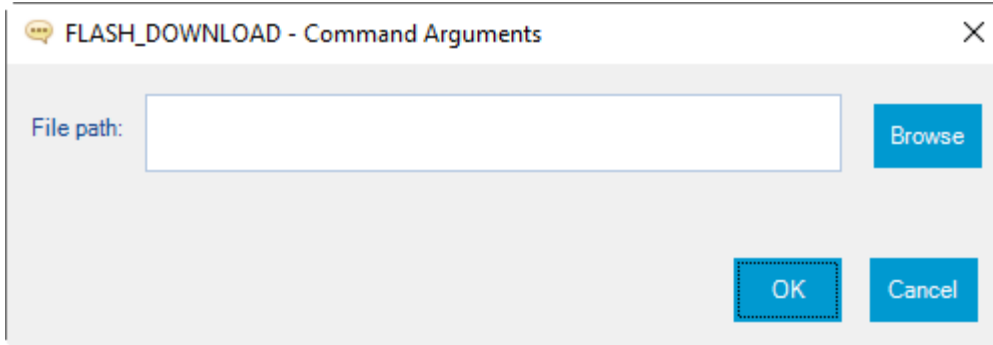 FLASH_DOWNLOAD - Command Arguments
File path:
Browse
OK
Cancel